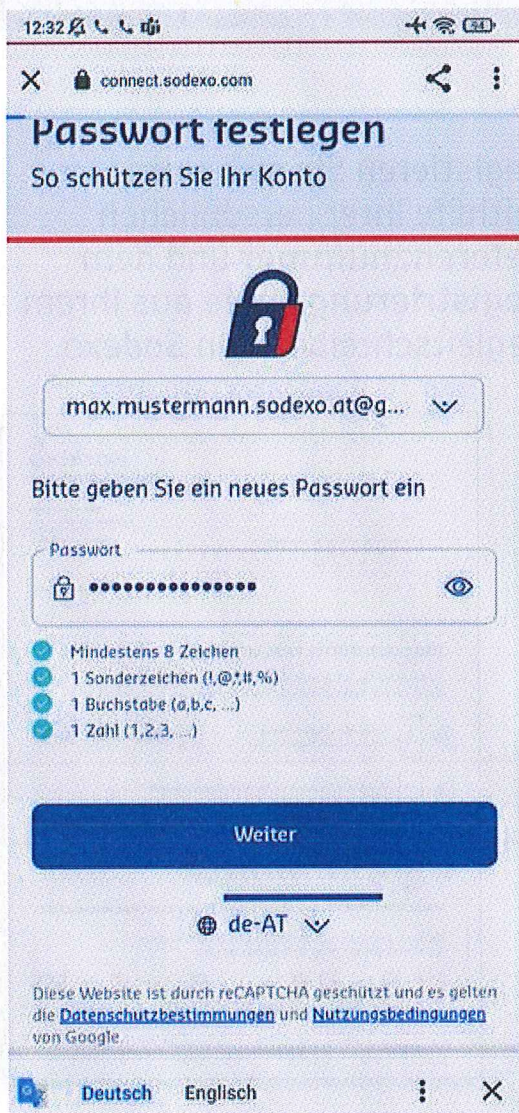 12:32
94
connect.sodexo.com
Passwort festlegen
So schützen Sie Ihr Konto
max.mustermann.sodexo.at@g...
Bitte geben Sie ein neues Passwort ein
Passwort
Mindestens 8 Zeichen
1 Sonderzeichen (!,@,*,#,%)
1 Buchstabe (a,b,c, ...)
1 Zahl (1,2,3, ...)
Weiter
de-AT
Diese Website ist durch reCAPTCHA geschützt und es gelten
die Datenschutzbestimmungen und Nutzungsbedingungen
von Google.
Deutsch Englisch